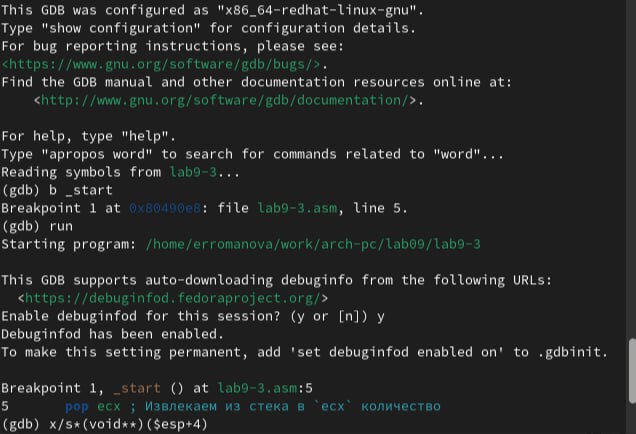 This GDB was configured as "x86_64-redhat-linux-gnu".
Type "show configuration" for configuration details.
For bug reporting instructions, please see:
<https://www.gnu.org/software/gdb/bugs/>.
Find the GDB manual and other documentation resources online at:
    <http://www.gnu.org/software/gdb/documentation/>.

For help, type "help".
Type "apropos word" to search for commands related to "word"...
Reading symbols from lab9-3...
(gdb) b _start
Breakpoint 1 at 0x80490e8: file lab9-3.asm, line 5.
(gdb) run
Starting program: /home/erromanova/work/arch-pc/lab09/lab9-3

This GDB supports auto-downloading debuginfo from the following URLs:
  <https://debuginfod.fedoraproject.org/>
Enable debuginfod for this session? (y or [n]) y
Debuginfod has been enabled.
To make this setting permanent, add 'set debuginfod enabled on' to .gdbinit.

Breakpoint 1, _start () at lab9-3.asm:5
5       pop ecx ; Извлекаем из стека в `ecx` количество
(gdb) x/s*(void**)($esp+4)